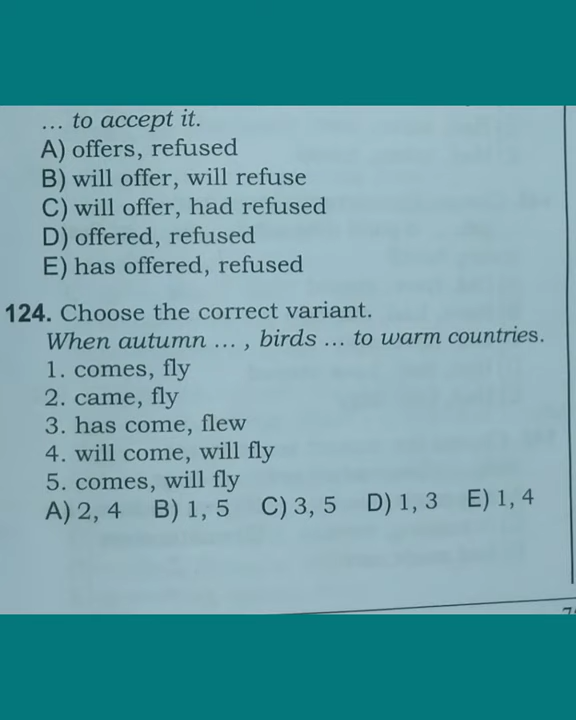 ... to accept it.
A) offers, refused
B) will offer, will refuse
C) will offer, had refused
D) offered, refused
E) has offered, refused
124. Choose the correct variant.
When autumn ... , birds ... to warm countries.
1. comes, fly
2. came, fly
3. has come, flew
4. will come, will fly
5. comes, will fly
A) 2, 4 B) 1, 5 C) 3, 5 D) 1, 3 E) 1, 4